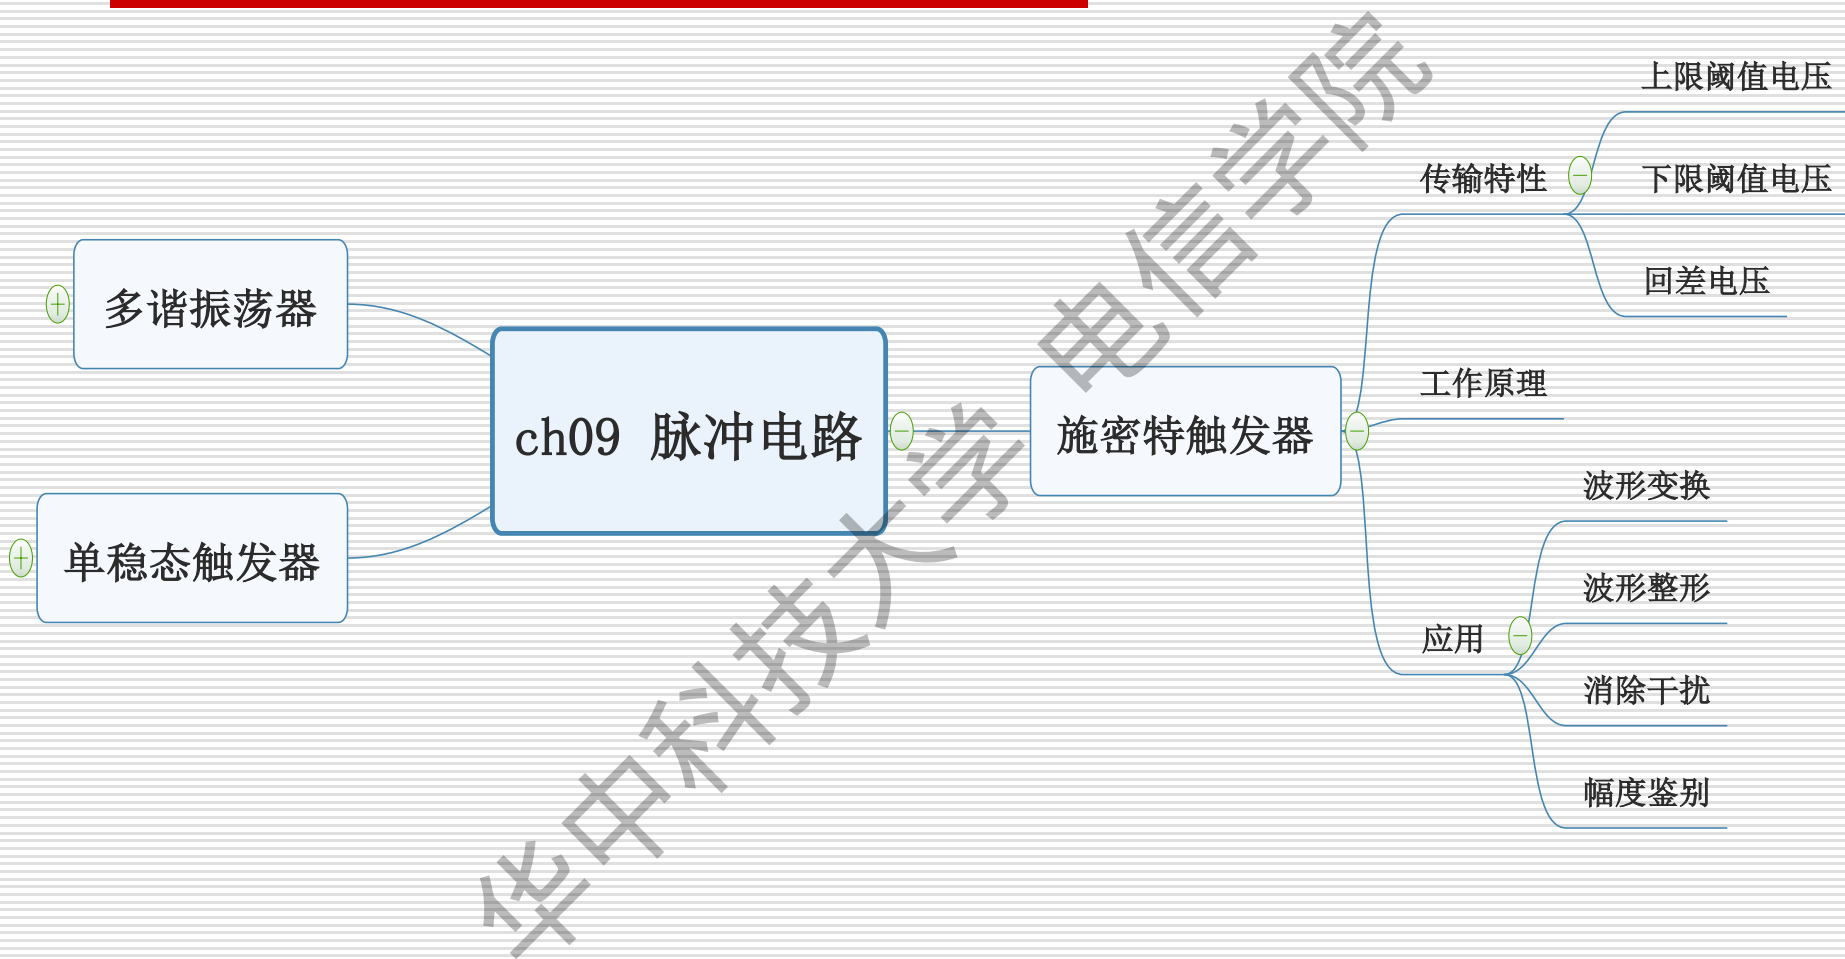 上限阈值电压
传输特性
下限阈值电压
回差电压
多谐振荡器
工作原理
ch09 脉冲电路
施密特触发器
波形变换
单稳态触发器
波形整形
应用
消除干扰
幅度鉴别
华中科技大学 电信学院